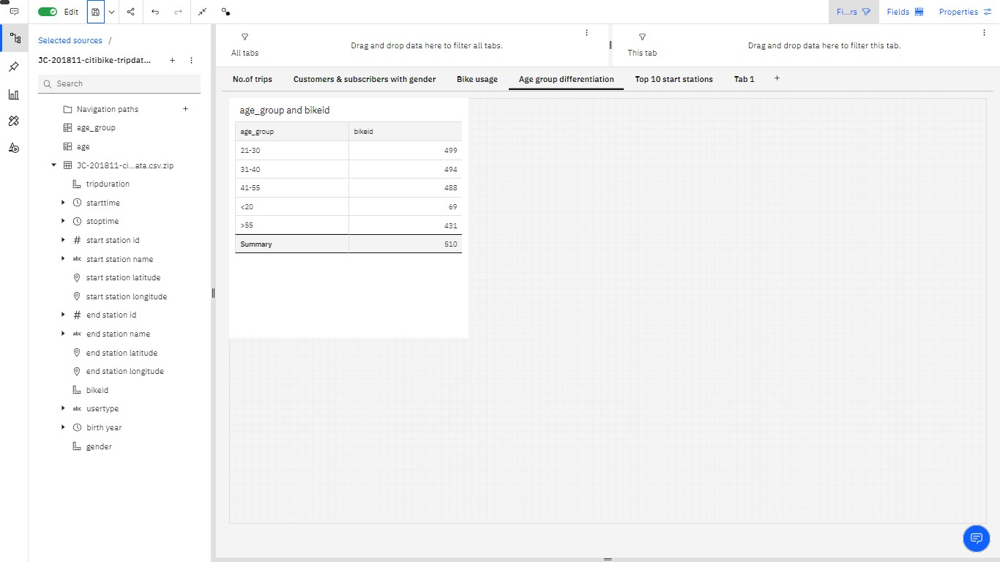 Edit
Fi...rs
Fields
Properties
Selected sources /
JC-201811-citibike-tripdat...
Search
Navigation paths
age_group
age
JC-201811-ci...ata.csv.zip
tripduration
starttime
stoptime
start station id
abc start station name
start station latitude
start station longitude
end station id
abc end station name
end station latitude
end station longitude
bikeid
abc usertype
birth year
gender
All tabs
Drag and drop data here to filter all tabs.
This tab
Drag and drop data here to filter this tab.
No.of trips
Customers & subscribers with gender
Bike usage
Age group differentiation
Top 10 start stations
Tab 1
age_group and bikeid
age_group bikeid
21-30 499
31-40 494
41-55 488
<20 69
>55 431
Summary 510